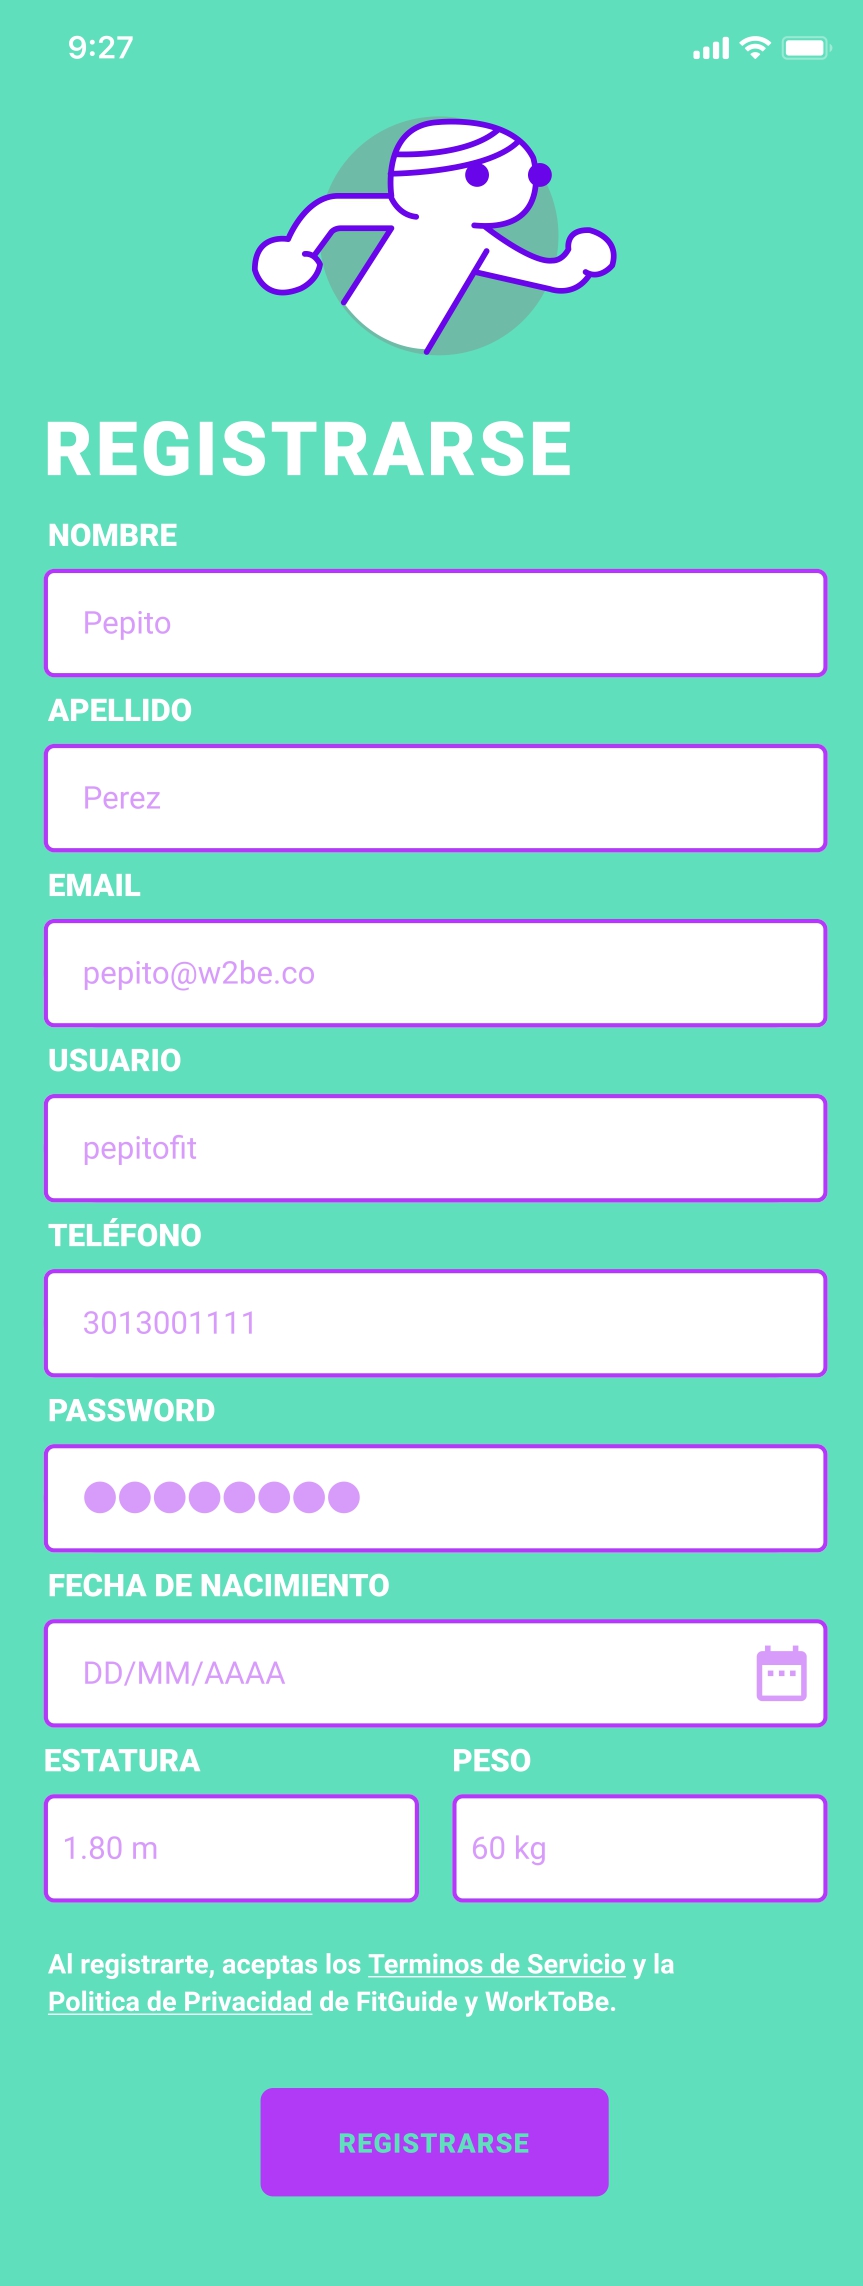 9:27
REGISTRARSE
NOMBRE
Pepito
APELLIDO
Perez
EMAIL
pepito@w2be.co
USUARIO
pepitofit
TELÉFONO
3013001111
PASSWORD
●●●●●●●●
FECHA DE NACIMIENTO
DD/MM/AAAA
ESTATURA PESO
1.80 m 60 kg
Al registrarte, aceptas los Terminos de Servicio y la
Politica de Privacidad de FitGuide y WorkToBe.
REGISTRARSE